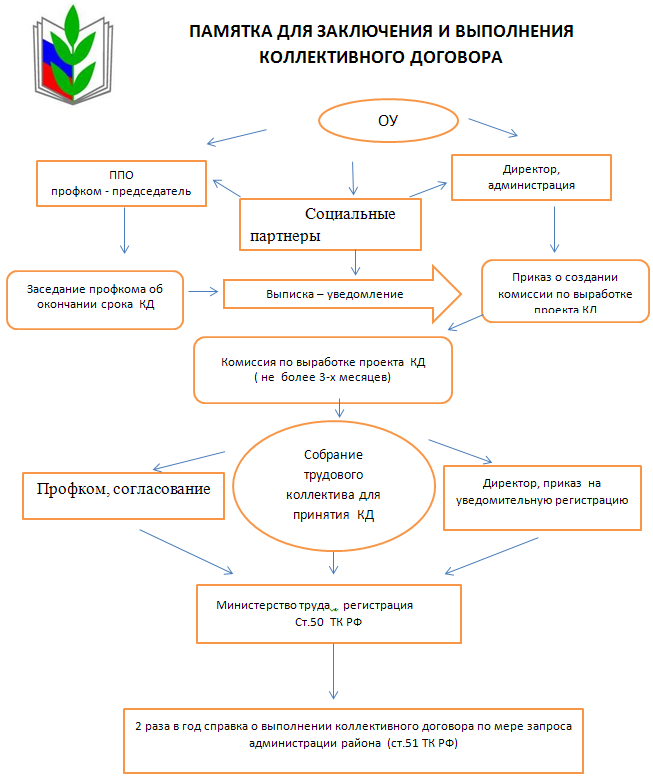 ПАМЯТКА ДЛЯ ЗАКЛЮЧЕНИЯ И ВЫПОЛНЕНИЯ
КОЛЛЕКТИВНОГО ДОГОВОРА
ОУ
ППО
профком - председатель
Директор,
администрация
Социальные
партнеры
Заседание профкома об
окончании срока КД
Выписка – уведомление
Приказ о создании
комиссии по выработке
проекта КД
Комиссия по выработке проекта КД
( не более 3-х месяцев)
Собрание
трудового
коллектива для
принятия КД
Профком, согласование
Директор, приказ на
уведомительную регистрацию
Министерство труда, регистрация
Ст.50 ТК РФ
2 раза в год справка о выполнении коллективного договора по мере запроса
администрации района (ст.51 ТК РФ)